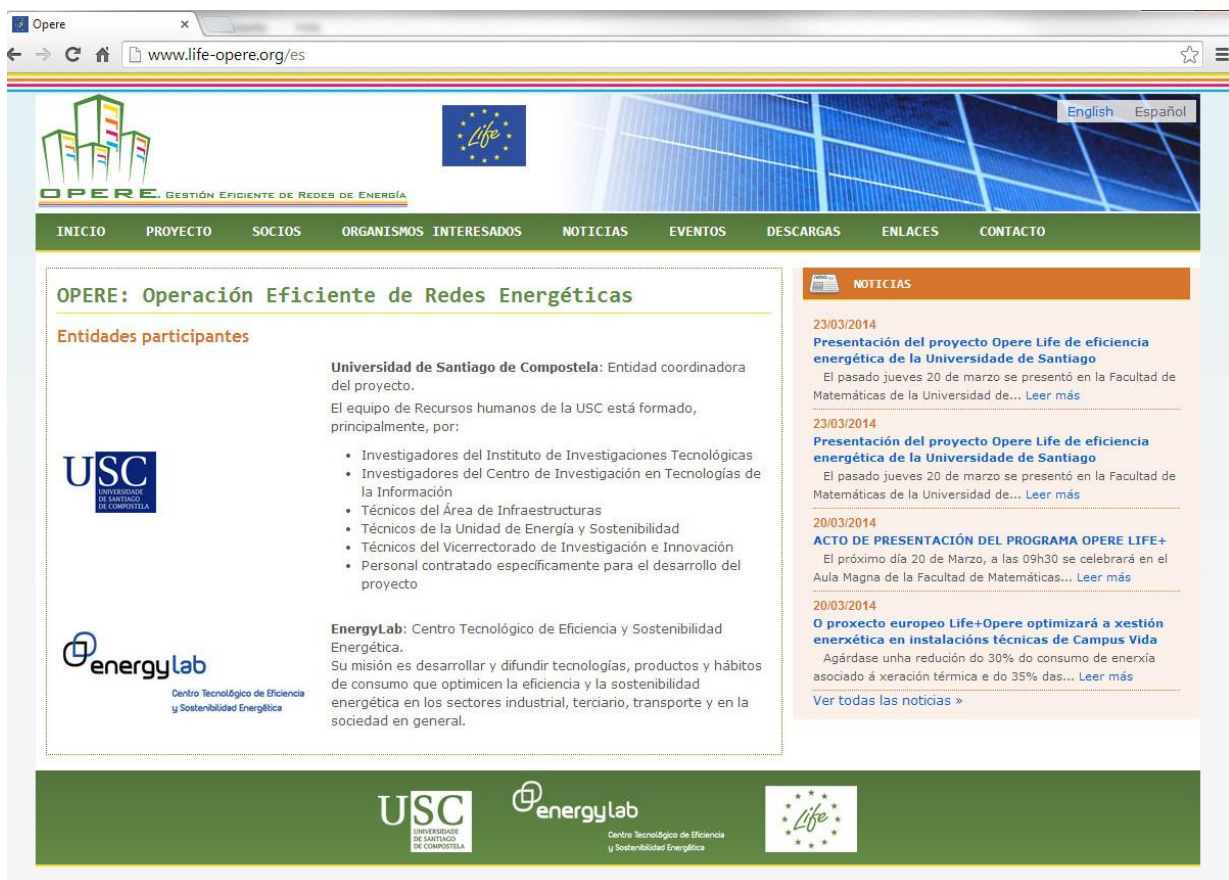 Opere
www.life-opere.org/es
Life
English Español
OPERE. GESTIÓN EFICIENTE DE REDES DE ENERGÍA
INICIO PROYECTO SOCIOS ORGANISMOS INTERESADOS NOTICIAS EVENTOS DESCARGAS ENLACES CONTACTO
OPERE: Operación Eficiente de Redes Energéticas
Entidades participantes
USC
UNIVERSIDADE
DE SANTIAGO
DE COMPOSTELA
Universidad de Santiago de Compostela: Entidad coordinadora
del proyecto.
El equipo de Recursos humanos de la USC está formado,
principalmente, por:
• Investigadores del Instituto de Investigaciones Tecnológicas
• Investigadores del Centro de Investigación en Tecnologías de
la Información
• Técnicos del Área de Infraestructuras
• Técnicos de la Unidad de Energía y Sostenibilidad
• Técnicos del Vicerrectorado de Investigación e Innovación
• Personal contratado específicamente para el desarrollo del
proyecto
energylab
Centro Tecnológico de Eficiencia
y Sostenibilidad Energética
EnergyLab: Centro Tecnológico de Eficiencia y Sostenibilidad
Energética.
Su misión es desarrollar y difundir tecnologías, productos y hábitos
de consumo que optimicen la eficiencia y la sostenibilidad
energética en los sectores industrial, terciario, transporte y en la
sociedad en general.
NOTICIAS
23/03/2014
Presentación del proyecto Opere Life de eficiencia
energética de la Universidade de Santiago
El pasado jueves 20 de marzo se presentó en la Facultad de
Matemáticas de la Universidad de... Leer más
23/03/2014
Presentación del proyecto Opere Life de eficiencia
energética de la Universidade de Santiago
El pasado jueves 20 de marzo se presentó en la Facultad de
Matemáticas de la Universidad de... Leer más
20/03/2014
ACTO DE PRESENTACIÓN DEL PROGRAMA OPERE LIFE+
El próximo día 20 de Marzo, a las 09h30 se celebrará en el
Aula Magna de la Facultad de Matemáticas... Leer más
20/03/2014
O proxecto europeo Life+Opere optimizará a xestión
enerxética en instalacións técnicas de Campus Vida
Agárdase unha redución do 30% do consumo de enerxía
asociado á xeración térmica e do 35% das... Leer más
Ver todas las noticias »
USC
UNIVERSIDADE
DE SANTIAGO
DE COMPOSTELA
energylab
Centro Tecnológico de Eficiencia
y Sostenibilidad Energética
Life